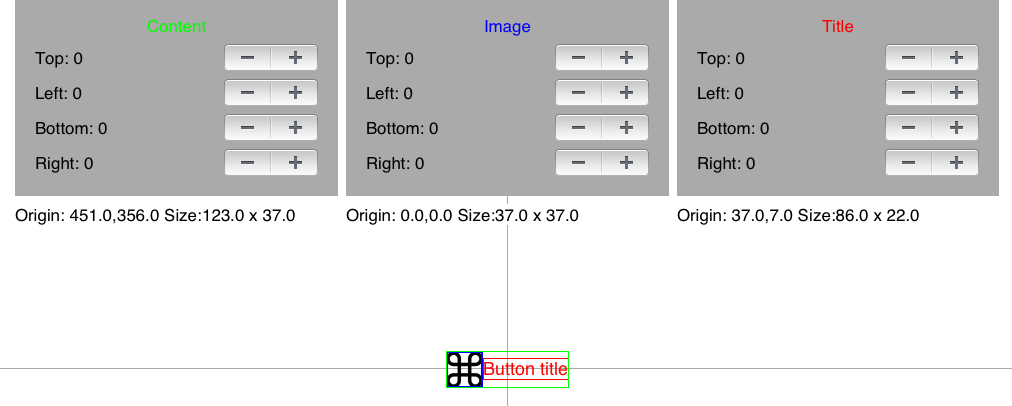 Content
Top: 0
Left: 0
Bottom: 0
Right: 0
Origin: 451.0,356.0 Size:123.0 x 37.0
Image
Top: 0
Left: 0
Bottom: 0
Right: 0
Origin: 0.0,0.0 Size:37.0 x 37.0
Title
Top: 0
Left: 0
Bottom: 0
Right: 0
Origin: 37.0,7.0 Size:86.0 x 22.0
Button title